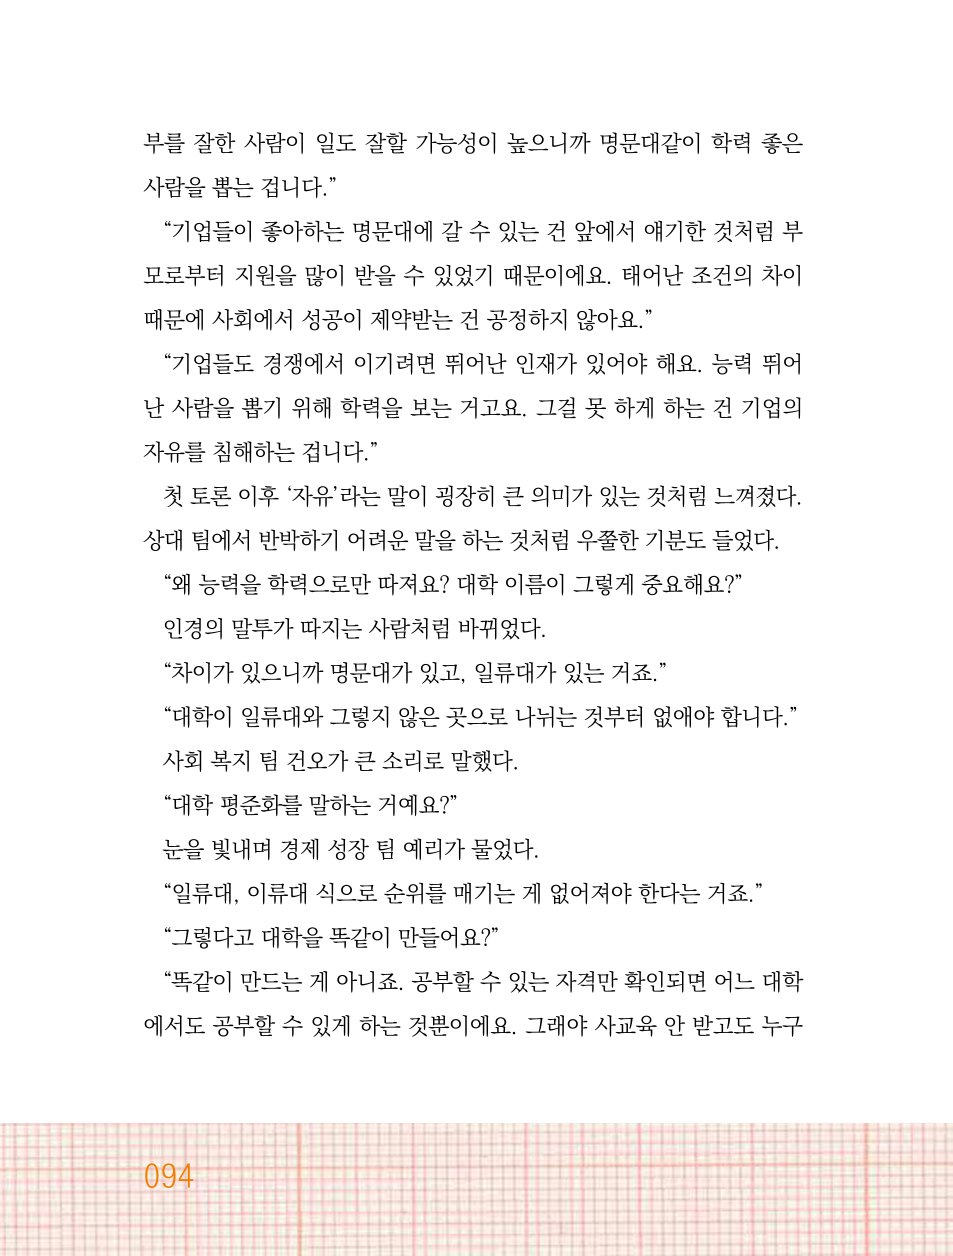 부를 잘한 사람이 일도 잘할 가능성이 높으니까 명문대같이 학력 좋은
사람을 뽑는 겁니다.”
“기업들이 좋아하는 명문대에 갈 수 있는 건 앞에서 얘기한 것처럼 부
모로부터 지원을 많이 받을 수 있었기 때문이에요. 태어난 조건의 차이
때문에 사회에서 성공이 제약받는 건 공정하지 않아요.”
“기업들도 경쟁에서 이기려면 뛰어난 인재가 있어야 해요. 능력 뛰어
난 사람을 뽑기 위해 학력을 보는 거고요. 그걸 못 하게 하는 건 기업의
자유를 침해하는 겁니다.”
첫 토론 이후 ‘자유’라는 말이 굉장히 큰 의미가 있는 것처럼 느껴졌다.
상대 팀에서 반박하기 어려운 말을 하는 것처럼 우쭐한 기분도 들었다.
“왜 능력을 학력으로만 따져요? 대학 이름이 그렇게 중요해요?”
인경의 말투가 따지는 사람처럼 바뀌었다.
“차이가 있으니까 명문대가 있고, 일류대가 있는 거죠.”
“대학이 일류대와 그렇지 않은 곳으로 나뉘는 것부터 없애야 합니다.”
사회 복지 팀 건오가 큰 소리로 말했다.
“대학 평준화를 말하는 거예요?”
눈을 빛내며 경제 성장 팀 예리가 물었다.
“일류대, 이류대 식으로 순위를 매기는 게 없어져야 한다는 거죠.”
“그렇다고 대학을 똑같이 만들어요?”
“똑같이 만드는 게 아니죠. 공부할 수 있는 자격만 확인되면 어느 대학
에서도 공부할 수 있게 하는 것뿐이에요. 그래야 사교육 안 받고도 누구
094